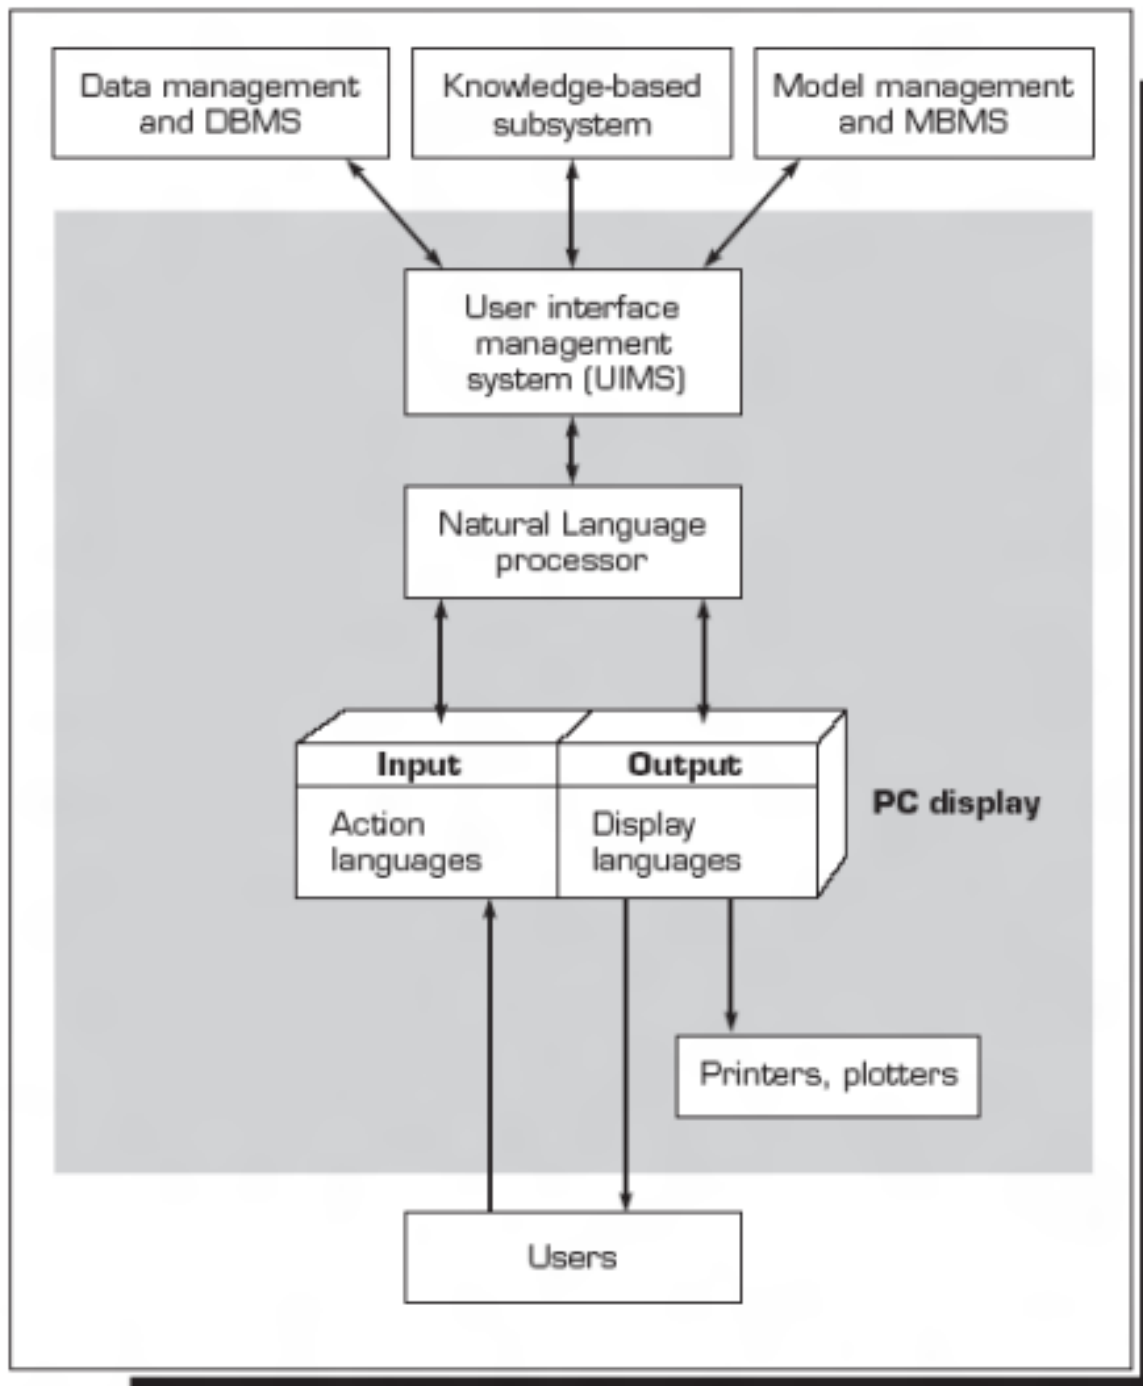 Data management
and DBMS
Knowledge-based
subsystem
Model management
and MBMS
User interface
management
system (UIMS)
Natural Language
processor
Input
Output
Action
languages
Display
languages
PC display
Printers, plotters
Users